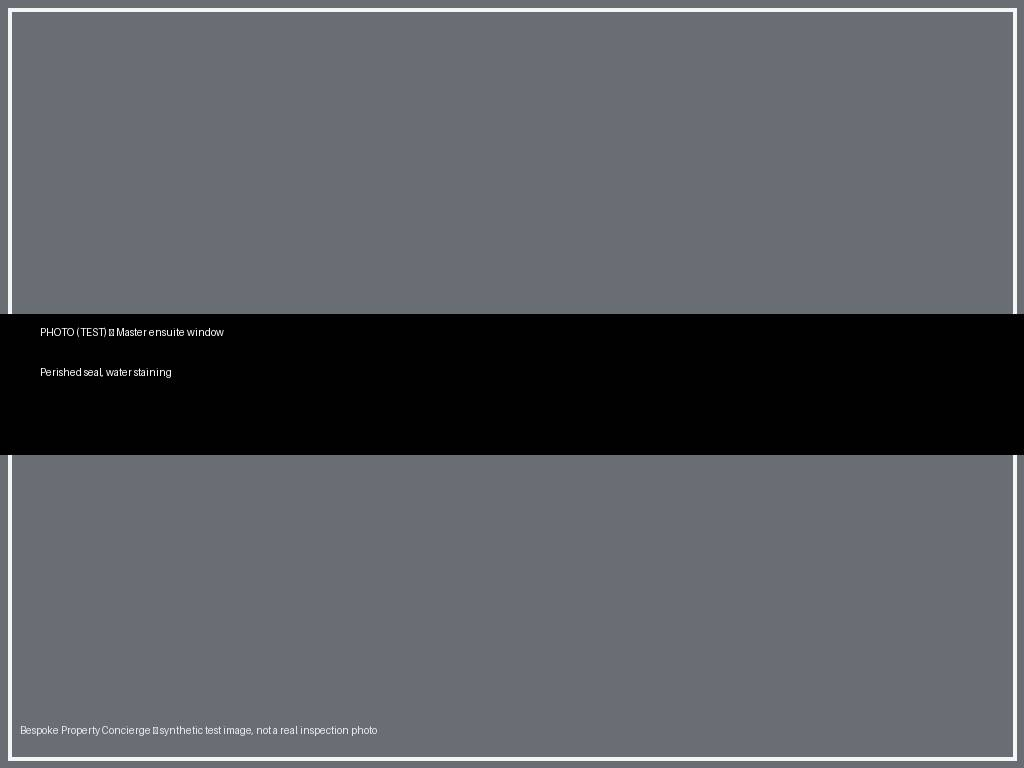 PHOTO (TEST) ☒ Master ensuite window
Perished seal, water staining
Bespoke Property Concierge ☒ synthetic test image, not a real inspection photo